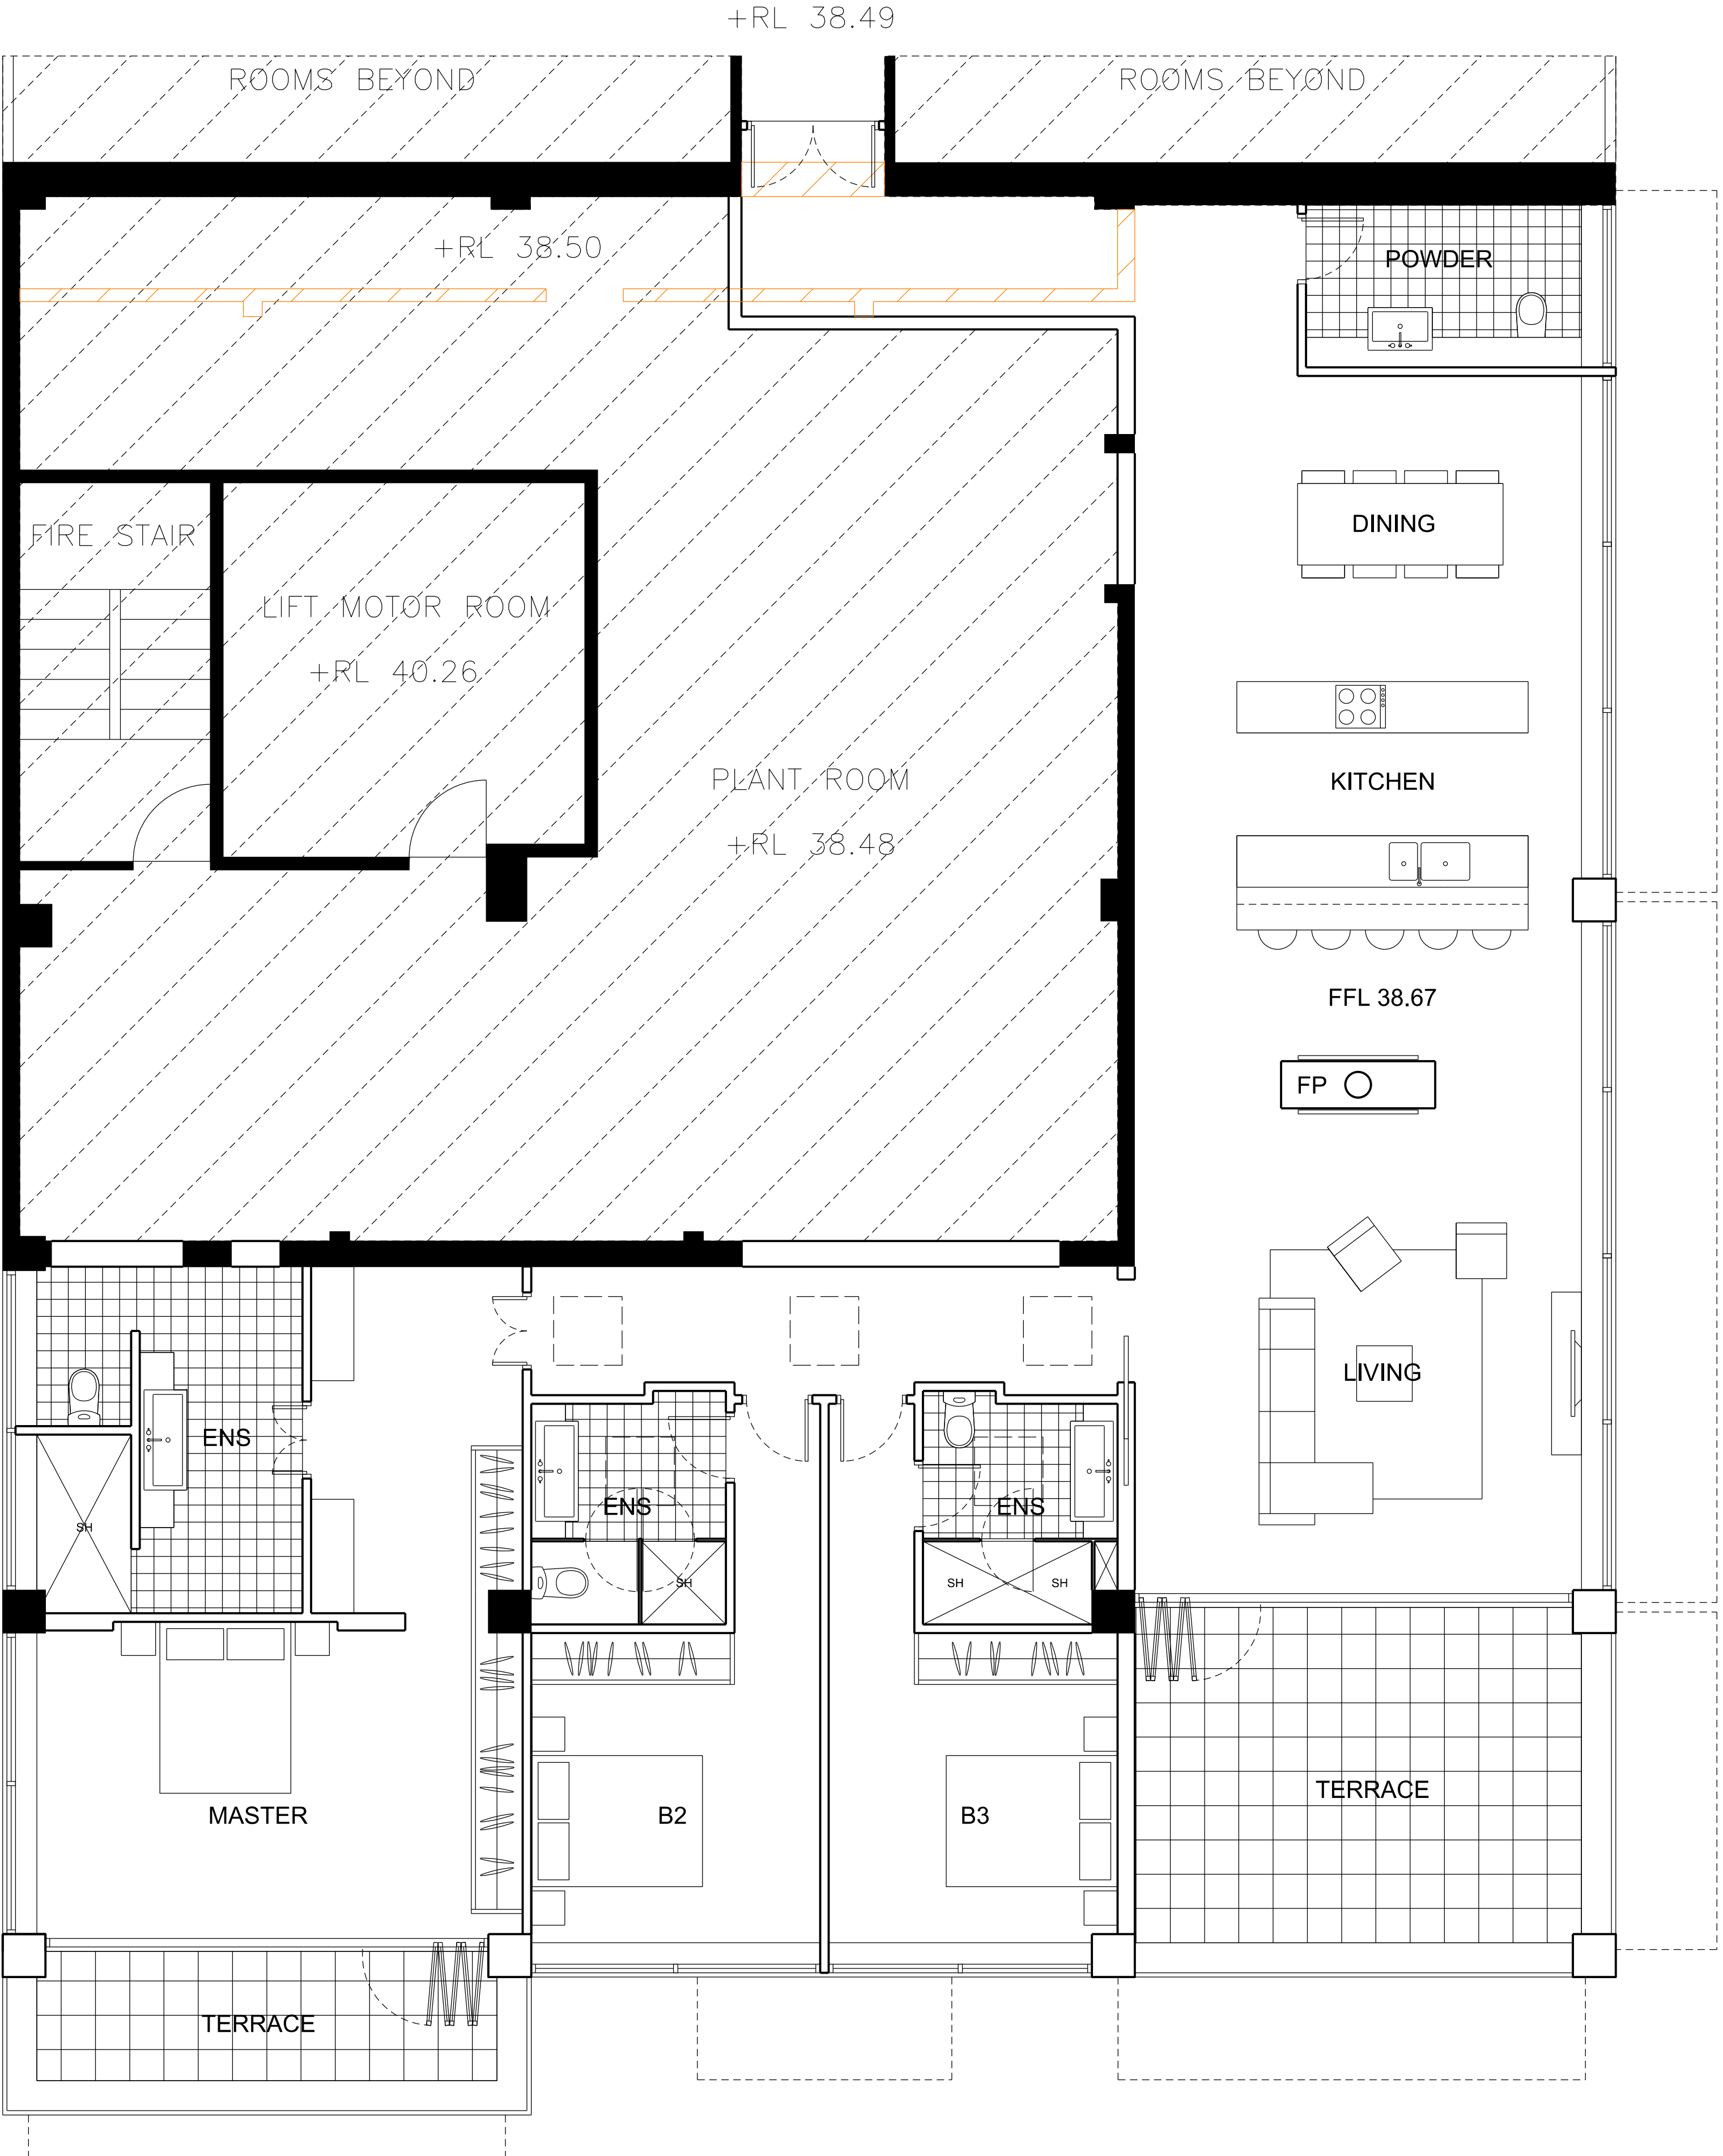 +RL 38.49
ROOMS BEYOND
ROOMS BEYOND
+RL 38.50
POWDER
FIRE STAIR
DINING
LIFT MOTOR ROOM
+RL 40.26
PLANT ROOM
KITCHEN
+RL 38.48
FFL 38.67
FP
LIVING
ENS
ENS
ENS
SH
SH
SH
SH
TERRACE
MASTER
B2
B3
TERRACE